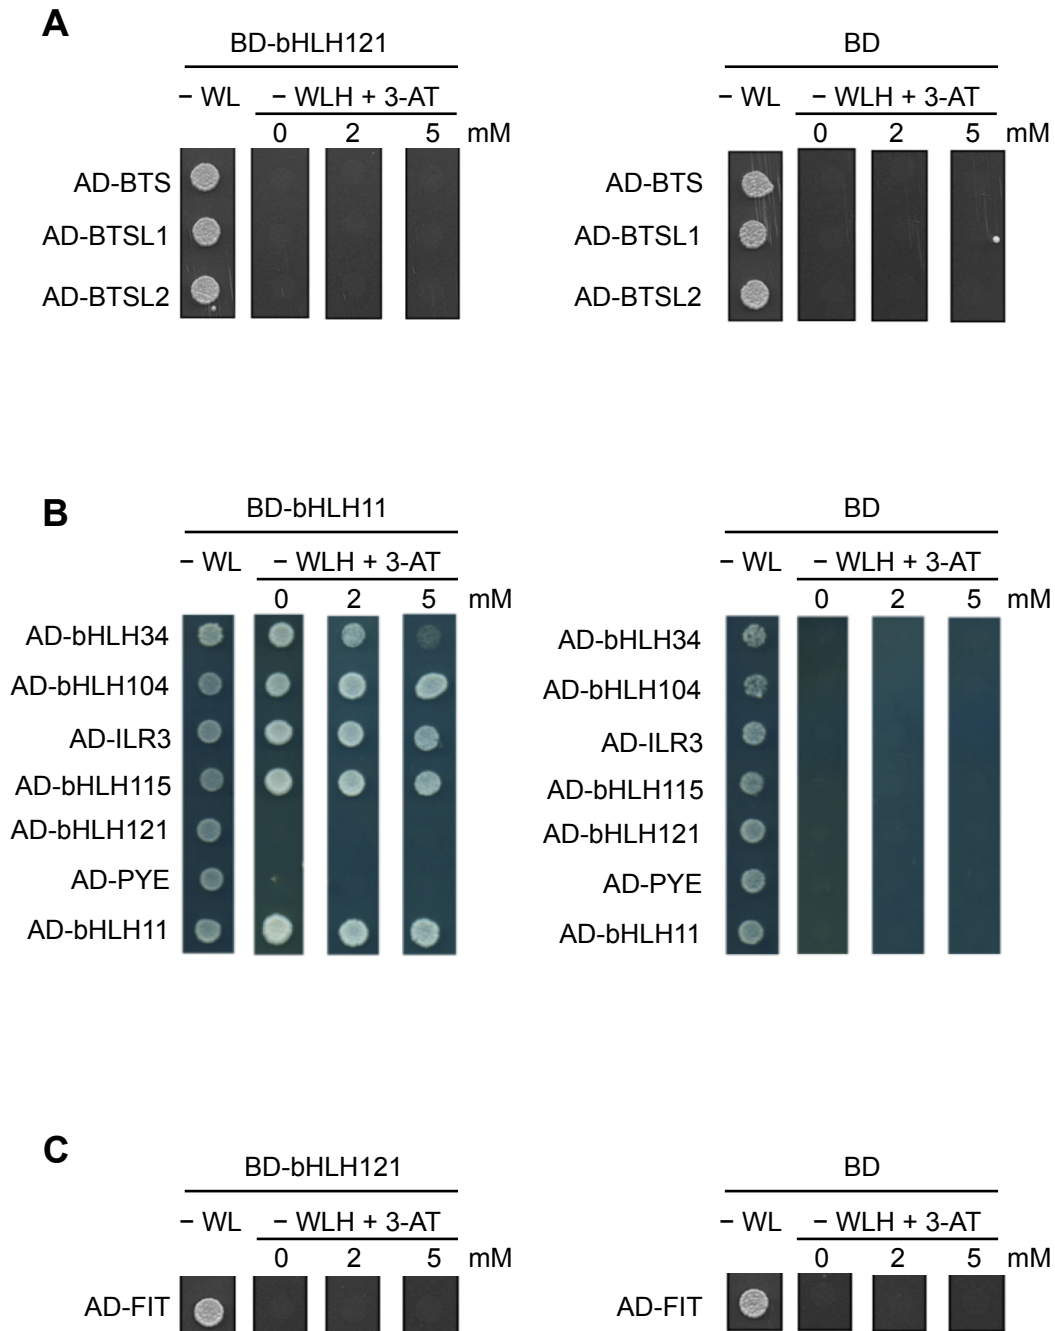 A
BD-bHLH121 BD
− WL − WLH + 3-AT − WL − WLH + 3-AT
0 2 5 mM 0 2 5 mM
AD-BTS AD-BTS
AD-BTSL1 AD-BTSL1
AD-BTSL2 AD-BTSL2
B
BD-bHLH11 BD
− WL − WLH + 3-AT − WL − WLH + 3-AT
0 2 5 mM 0 2 5 mM
AD-bHLH34 AD-bHLH34
AD-bHLH104 AD-bHLH104
AD-ILR3 AD-ILR3
AD-bHLH115 AD-bHLH115
AD-bHLH121 AD-bHLH121
AD-PYE AD-PYE
AD-bHLH11 AD-bHLH11
C
BD-bHLH121 BD
− WL − WLH + 3-AT − WL − WLH + 3-AT
0 2 5 mM 0 2 5 mM
AD-FIT AD-FIT